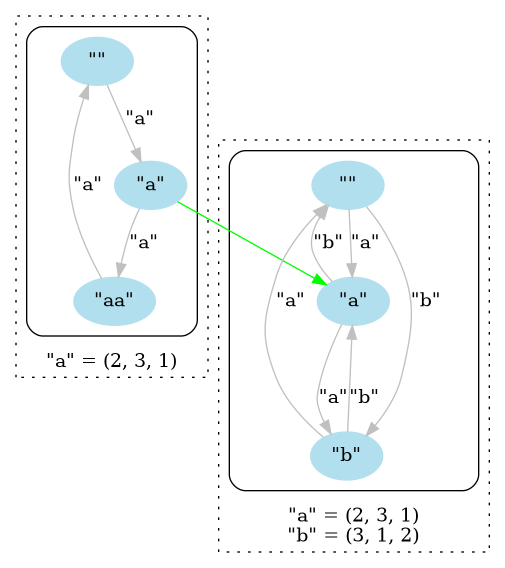 ""
"a"
"a"
"a"
"a"
"aa"
"a" = (2, 3, 1)
""
"b"
"a"
"a"
"b"
"a"
"a"
"b"
"b"
"a" = (2, 3, 1)
"b" = (3, 1, 2)